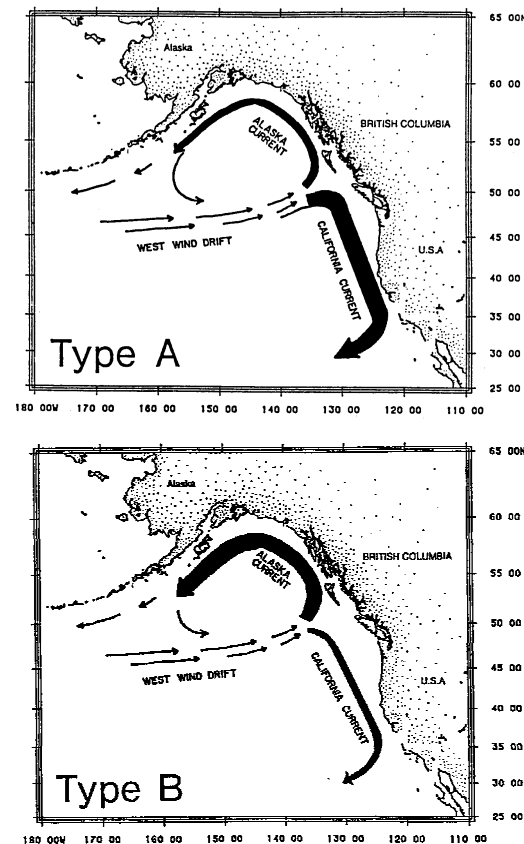 65 00N
Alaska
60 00
ALASKA
CURRENT
BRITISH COLUMBIA
55 00
50 00
WEST WIND DRIFT
CALIFORNIA CURRENT
U.S.A
45 00
40 00
35 00
Type A
30 00
25 00
180 00W 170 00 160 00 150 00 140 00 130 00 120 00 110 00
65 00N
Alaska
60 00
ALASKA
CURRENT
BRITISH COLUMBIA
55 00
50 00
WEST WIND DRIFT
CALIFORNIA CURRENT
U.S.A
45 00
40 00
35 00
Type B
30 00
25 00
180 00W 170 00 160 00 150 00 140 00 130 00 120 00 110 00